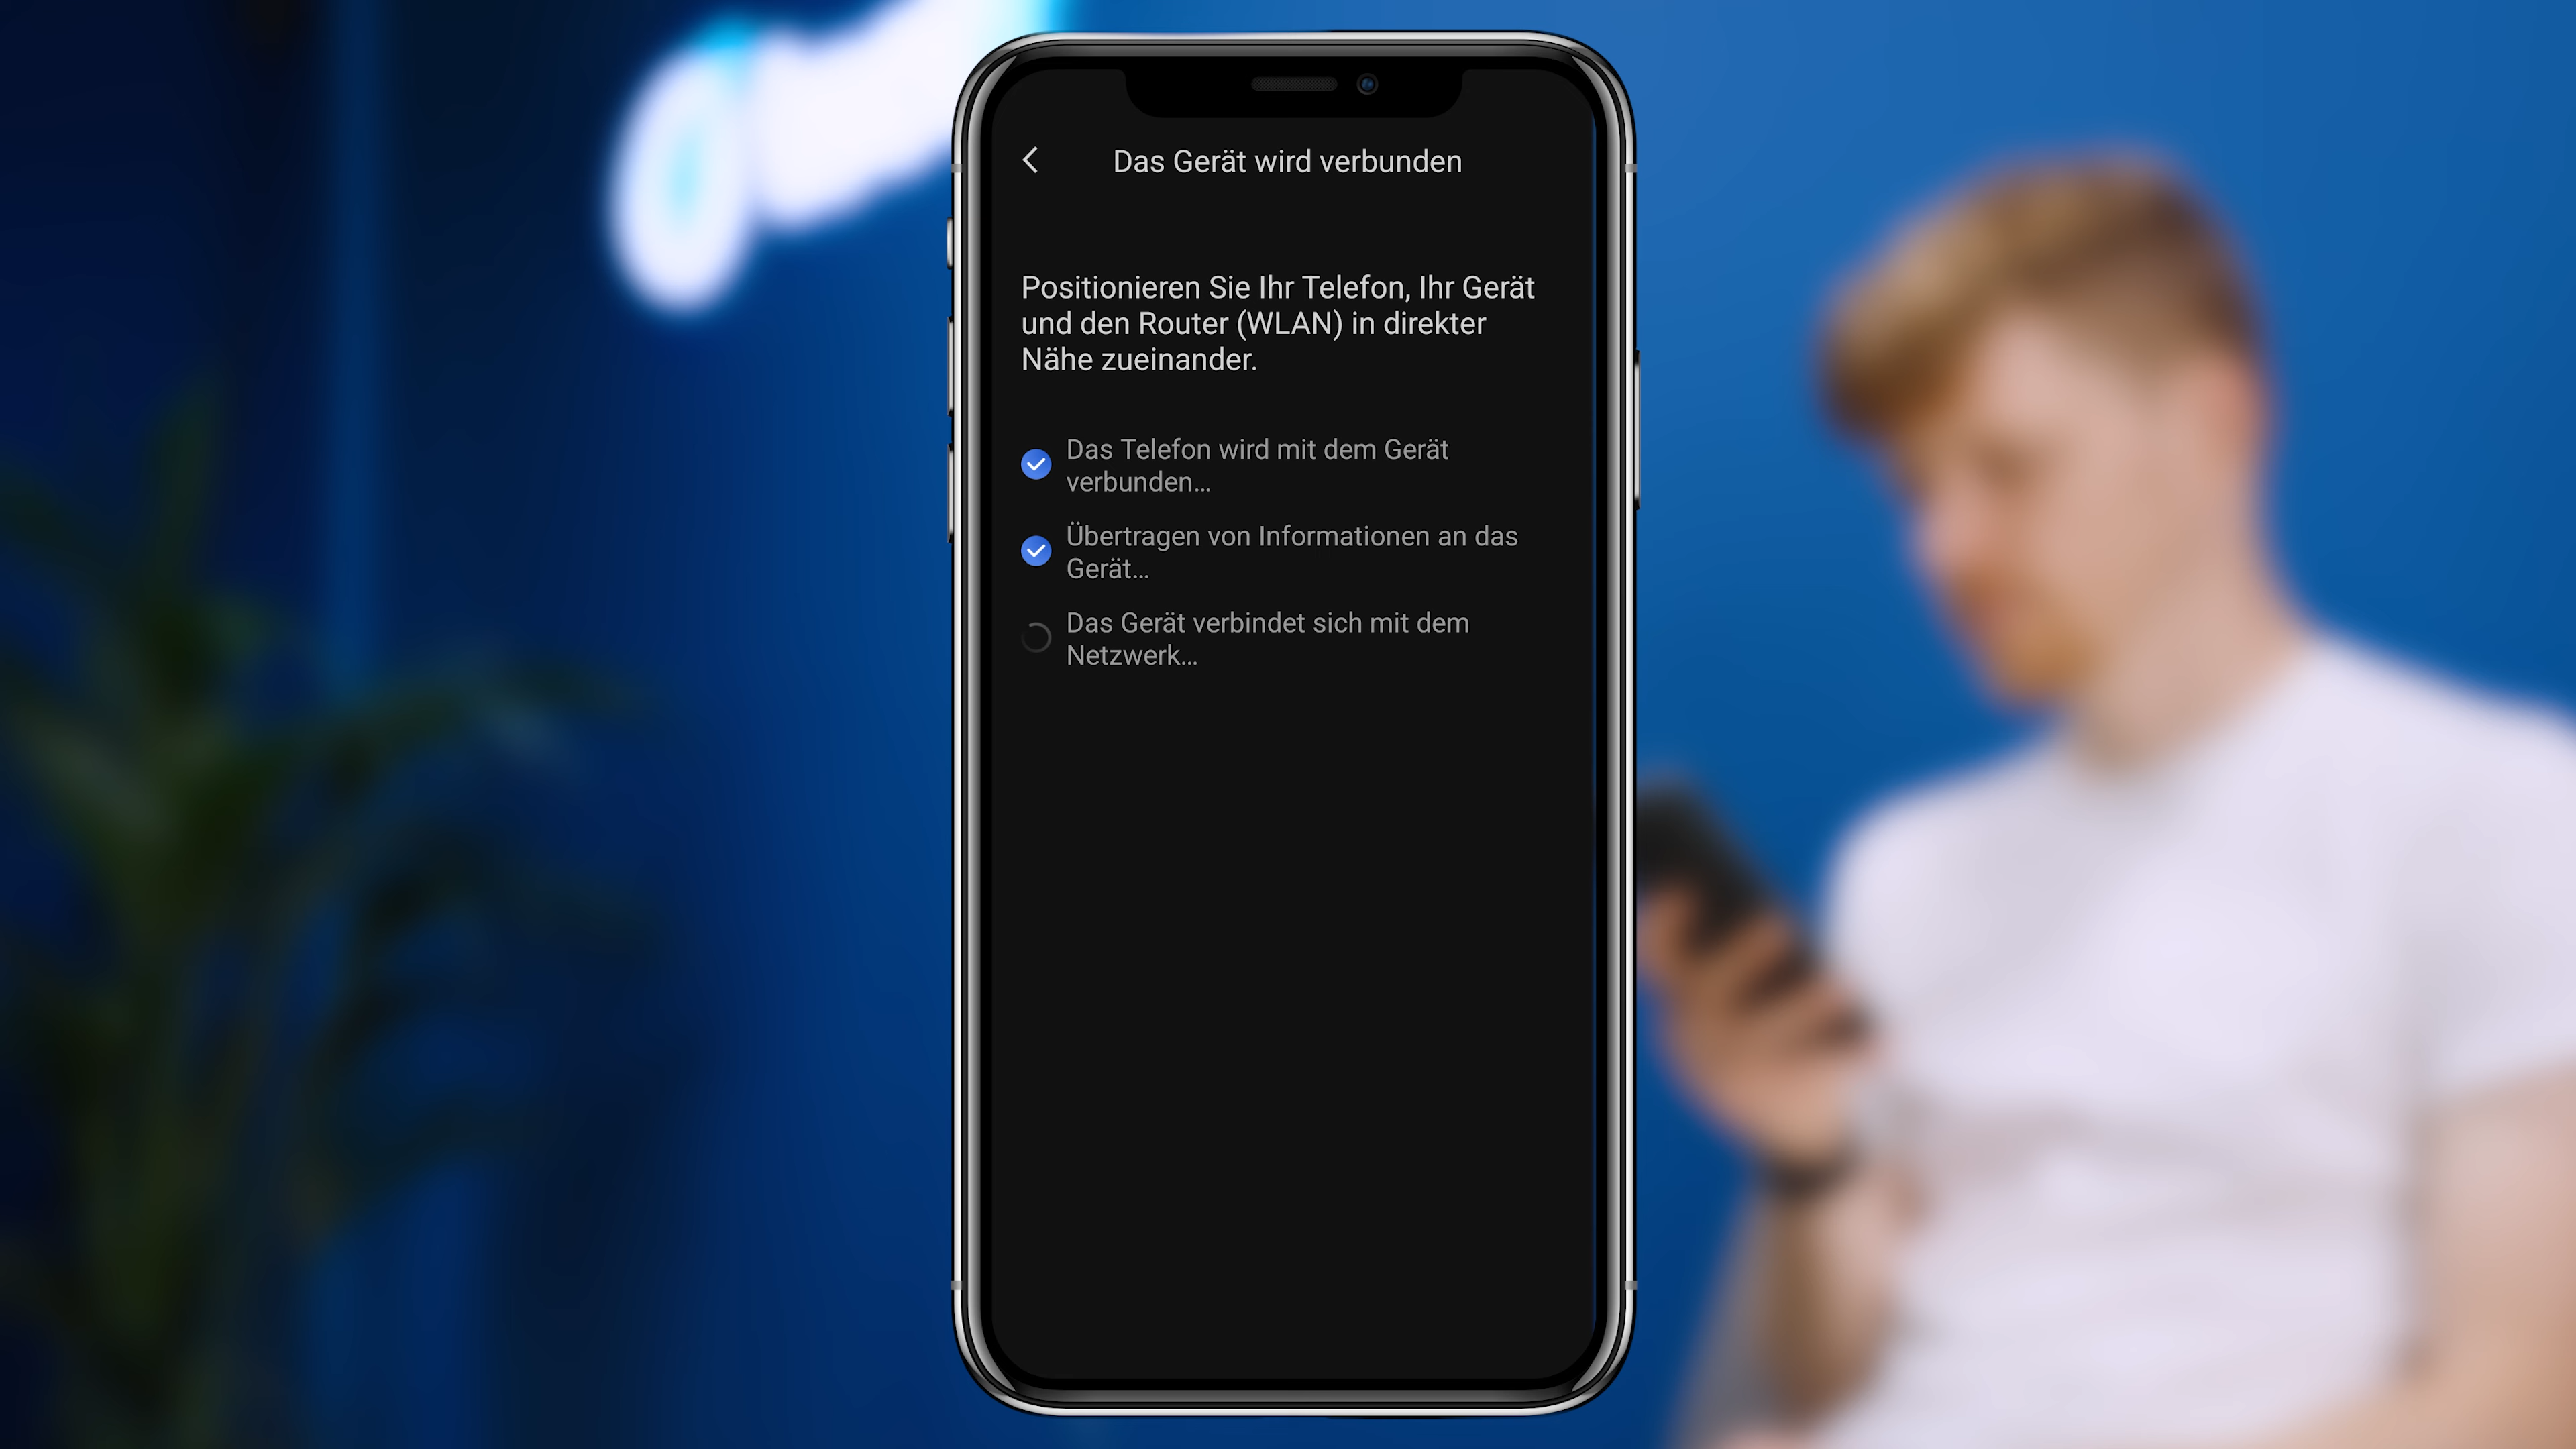 Das Gerät wird verbunden
Positionieren Sie Ihr Telefon, Ihr Gerät
und den Router (WLAN) in direkter
Nähe zueinander.
Das Telefon wird mit dem Gerät
verbunden…
Übertragen von Informationen an das
Gerät…
Das Gerät verbindet sich mit dem
Netzwerk…